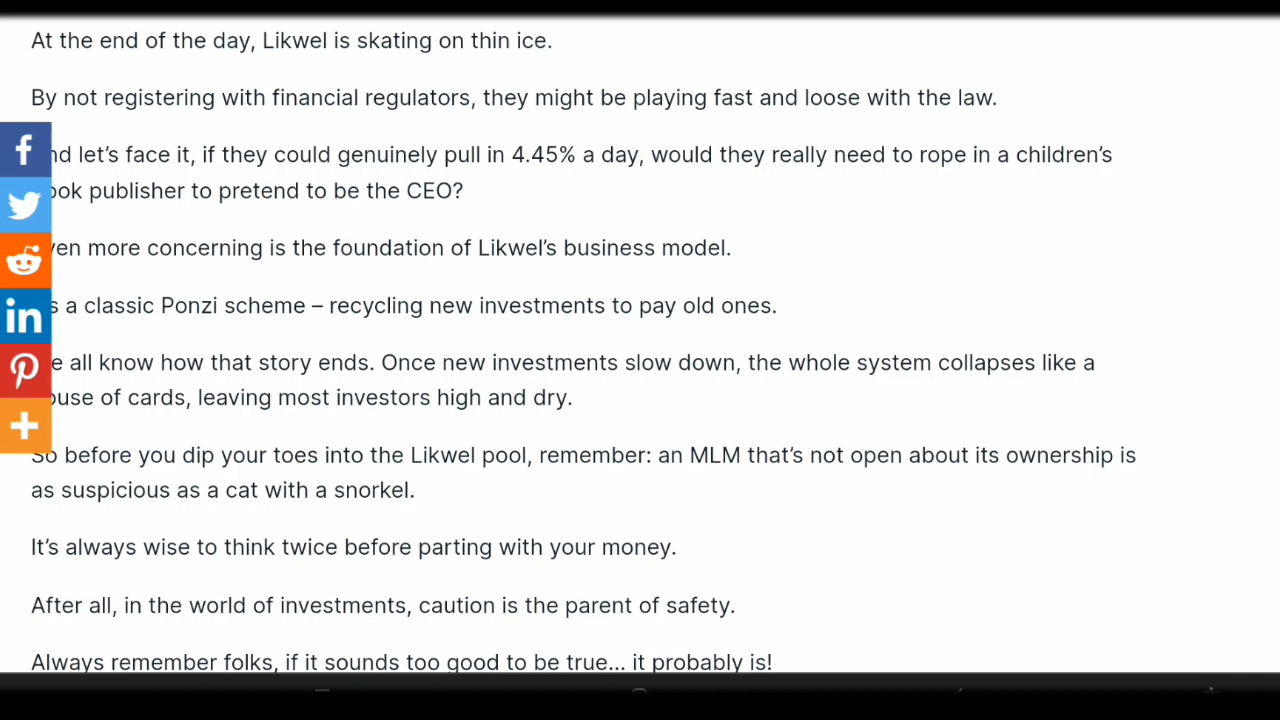 At the end of the day, Likwel is skating on thin ice.
By not registering with financial regulators, they might be playing fast and loose with the law.
nd let’s face it, if they could genuinely pull in 4.45% a day, would they really need to rope in a children’s
ook publisher to pretend to be the CEO?
ven more concerning is the foundation of Likwel’s business model.
s a classic Ponzi scheme – recycling new investments to pay old ones.
e all know how that story ends. Once new investments slow down, the whole system collapses like a
ouse of cards, leaving most investors high and dry.
So before you dip your toes into the Likwel pool, remember: an MLM that’s not open about its ownership is
as suspicious as a cat with a snorkel.
It’s always wise to think twice before parting with your money.
After all, in the world of investments, caution is the parent of safety.
Always remember folks, if it sounds too good to be true... it probably is!